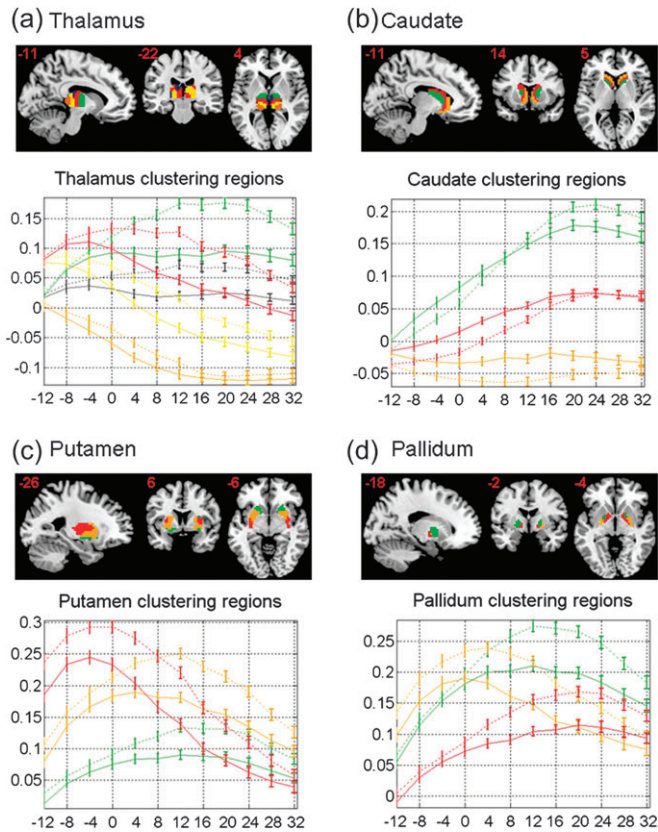 (a) Thalamus
-11 -22 4
Thalamus clustering regions
0.15
0.1
0.05
0
-0.05
-0.1
-12 -8 -4 0 4 8 12 16 20 24 28 32
(b) Caudate
-11 14 5
Caudate clustering regions
0.2
0.15
0.1
0.05
0
-0.05
-12 -8 -4 0 4 8 12 16 20 24 28 32
(c) Putamen
-26 6 -6
Putamen clustering regions
0.3
0.25
0.2
0.15
0.1
0.05
-12 -8 -4 0 4 8 12 16 20 24 28 32
(d) Pallidum
-18 -2 -4
Pallidum clustering regions
0.25
0.20
0.15
0.1
0.05
0
-12 -8 -4 0 4 8 12 16 20 24 28 32